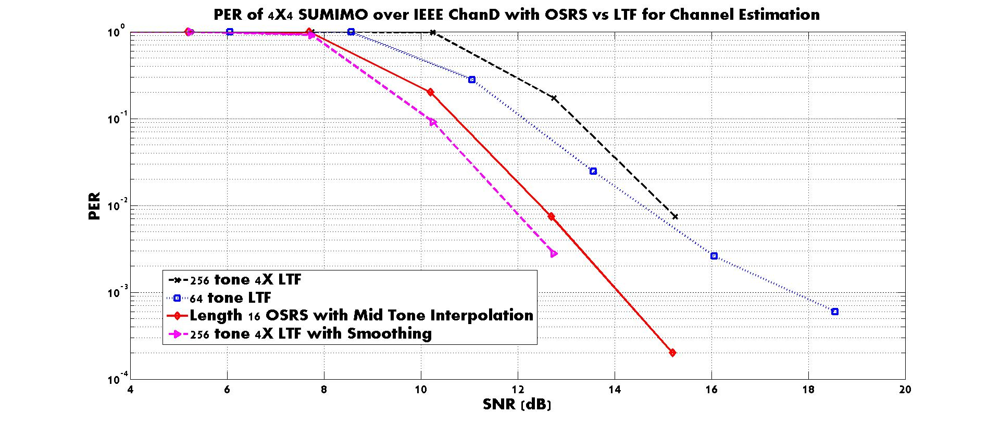 PER of 4X4 SUMIMO over IEEE ChanD with OSRS vs LTF for Channel Estimation
10^0
10^-1
10^-2
10^-3
10^-4
PER
256 tone 4X LTF
64 tone LTF
Length 16 OSRS with Mid Tone Interpolation
256 tone 4X LTF with Smoothing
4 6 8 10 12 14 16 18 20
SNR (dB)